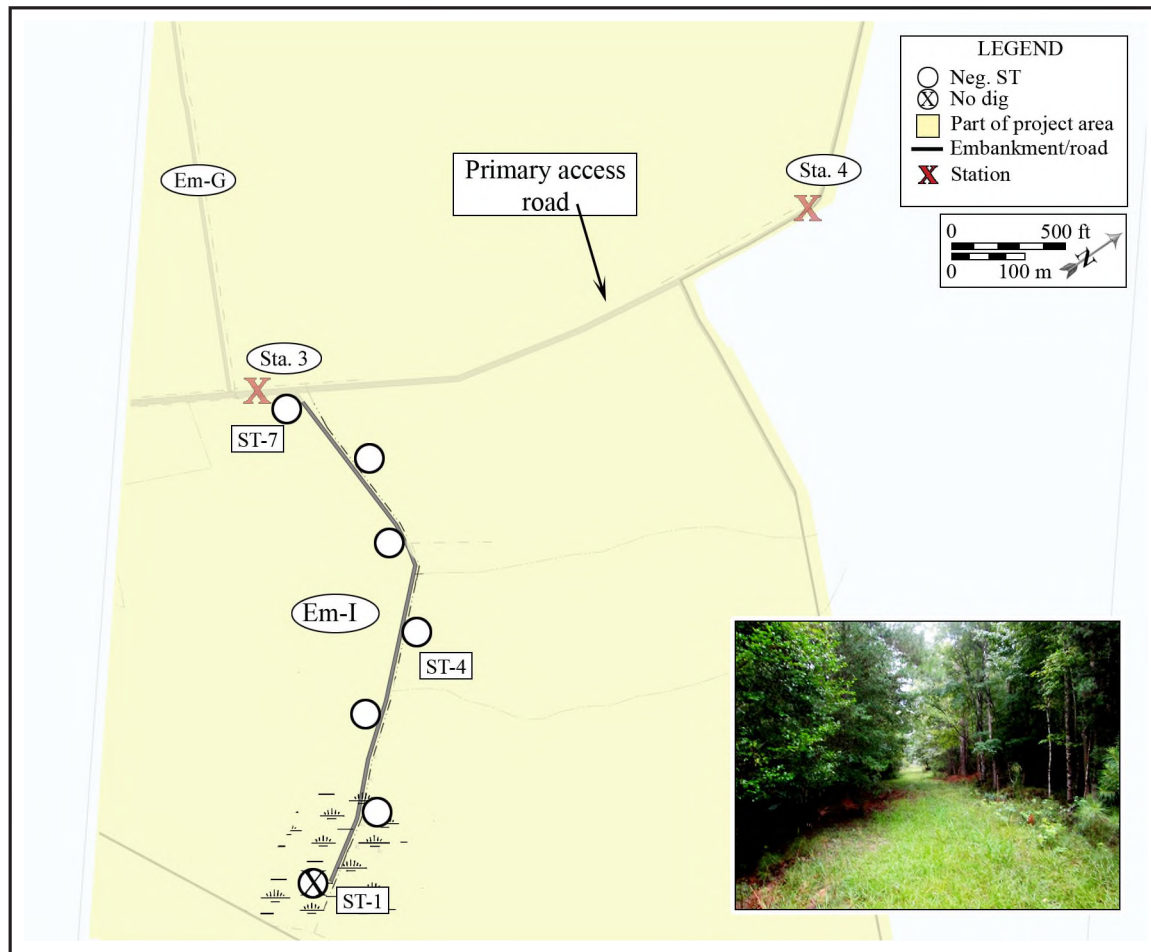 LEGEND
Neg. ST
X No dig
Part of project area
Embankment/road
X Station
Em-G
Primary access
road
Sta. 4
X
0 500 ft
0 100 m
N
Sta. 3
X
ST-7
Em-I
ST-4
X
ST-1